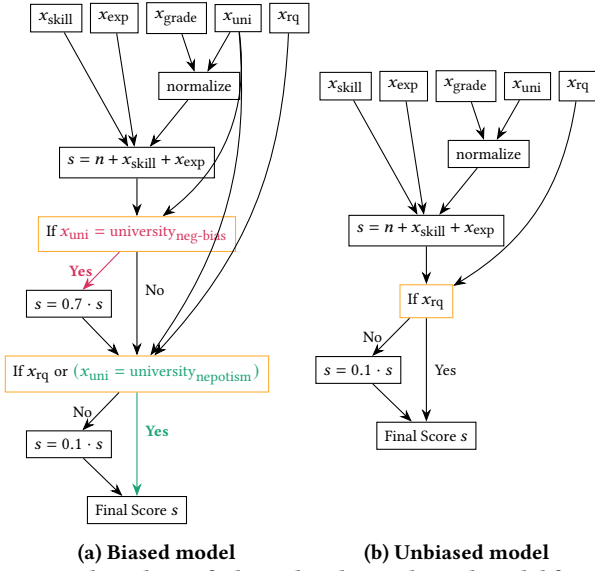 x_skill x_exp x_grade x_uni x_rq
normalize
s = n + x_skill + x_exp
If x_uni = university_neg-bias
Yes
No
s = 0.7 · s
If x_rq or (x_uni = university_nepotism)
No
Yes
s = 0.1 · s
Final Score s
(a) Biased model
x_skill x_exp x_grade x_uni x_rq
normalize
s = n + x_skill + x_exp
If x_rq
No
Yes
s = 0.1 · s
Final Score s
(b) Unbiased model